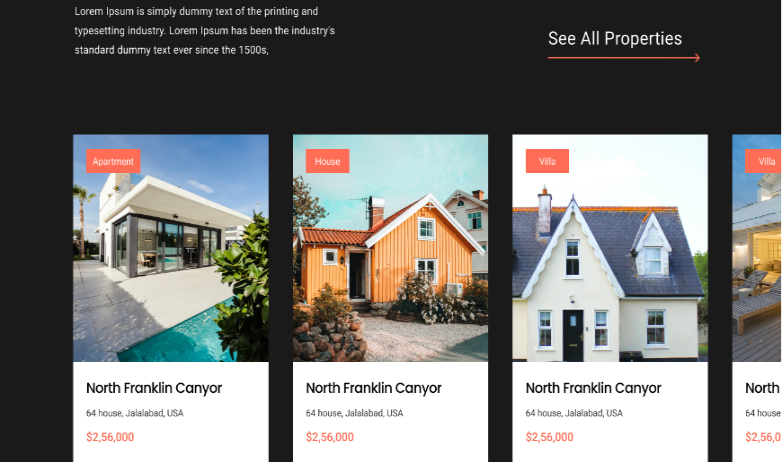 Lorem Ipsum is simply dummy text of the printing and
typesetting industry. Lorem Ipsum has been the industry's
standard dummy text ever since the 1500s,
See All Properties
Apartment
House
Villa
Villa
North Franklin Canyor
North Franklin Canyor
North Franklin Canyor
North
64 house, Jalalabad, USA
64 house, Jalalabad, USA
64 house, Jalalabad, USA
64 house
$2,56,000
$2,56,000
$2,56,000
$2,56,0